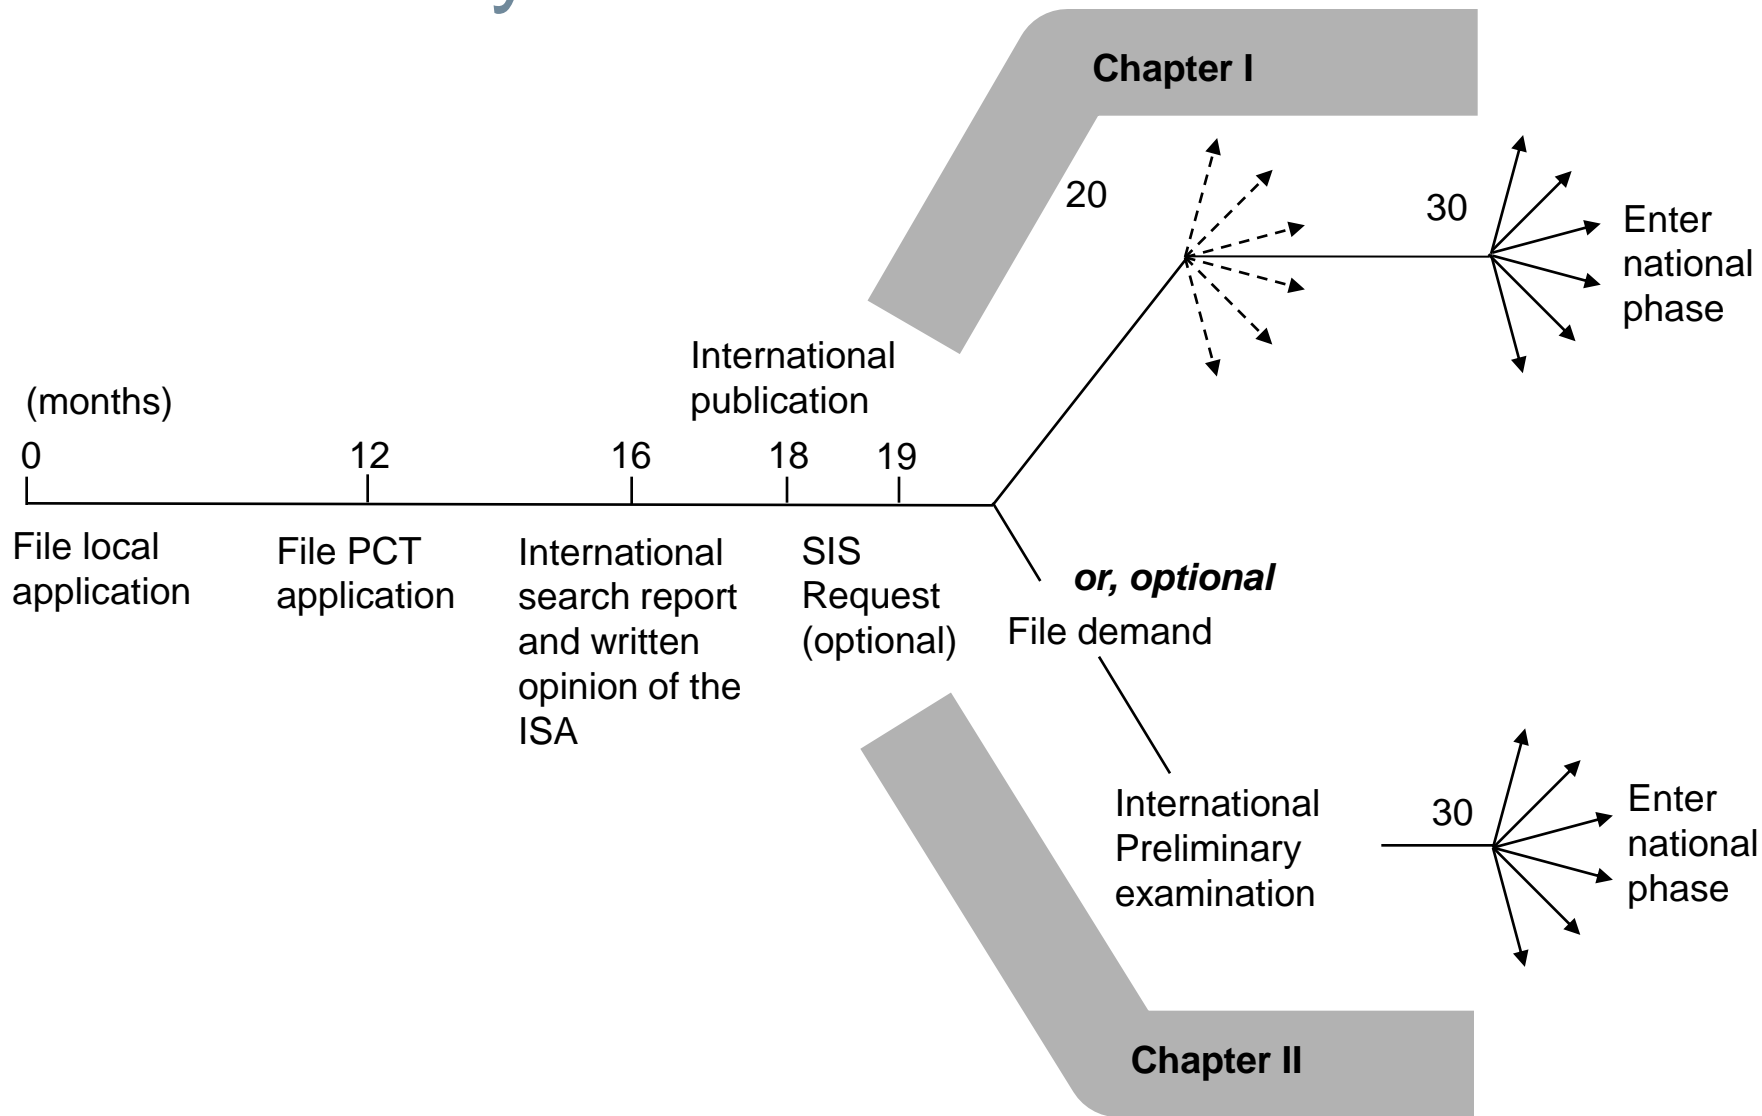 Chapter I
20
30
Enter
national
phase
International
publication
(months)
0
12
16
18
19
File local
application
File PCT
application
International
search report
and written
opinion of the
ISA
SIS
Request
(optional)
or, optional
File demand
International
Preliminary
examination
30
Enter
national
phase
Chapter II